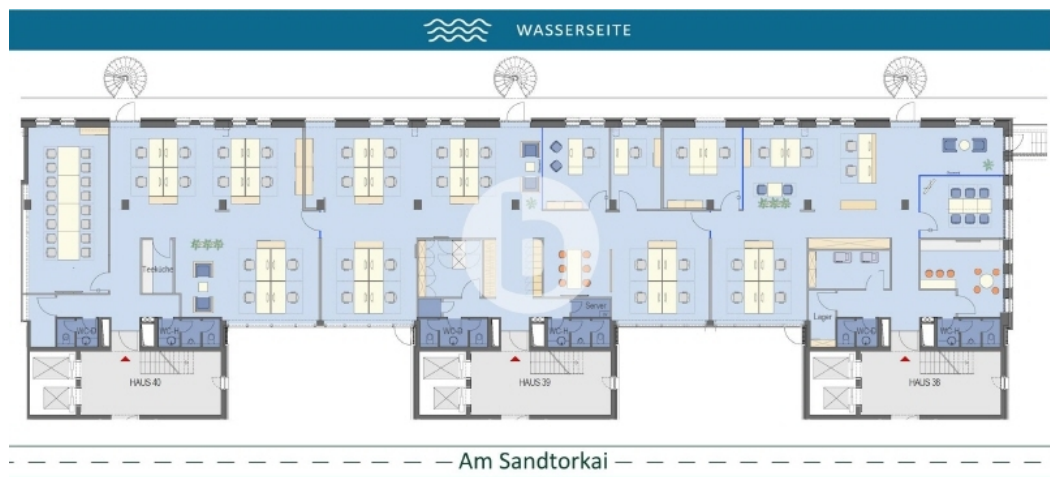 WASSERSEITE
Teeküche
Server
Lager
WC-D
WC-H
WC-D
WC-H
WC-D
WC-H
HAUS 40
HAUS 39
HAUS 38
Am Sandtorkai
b